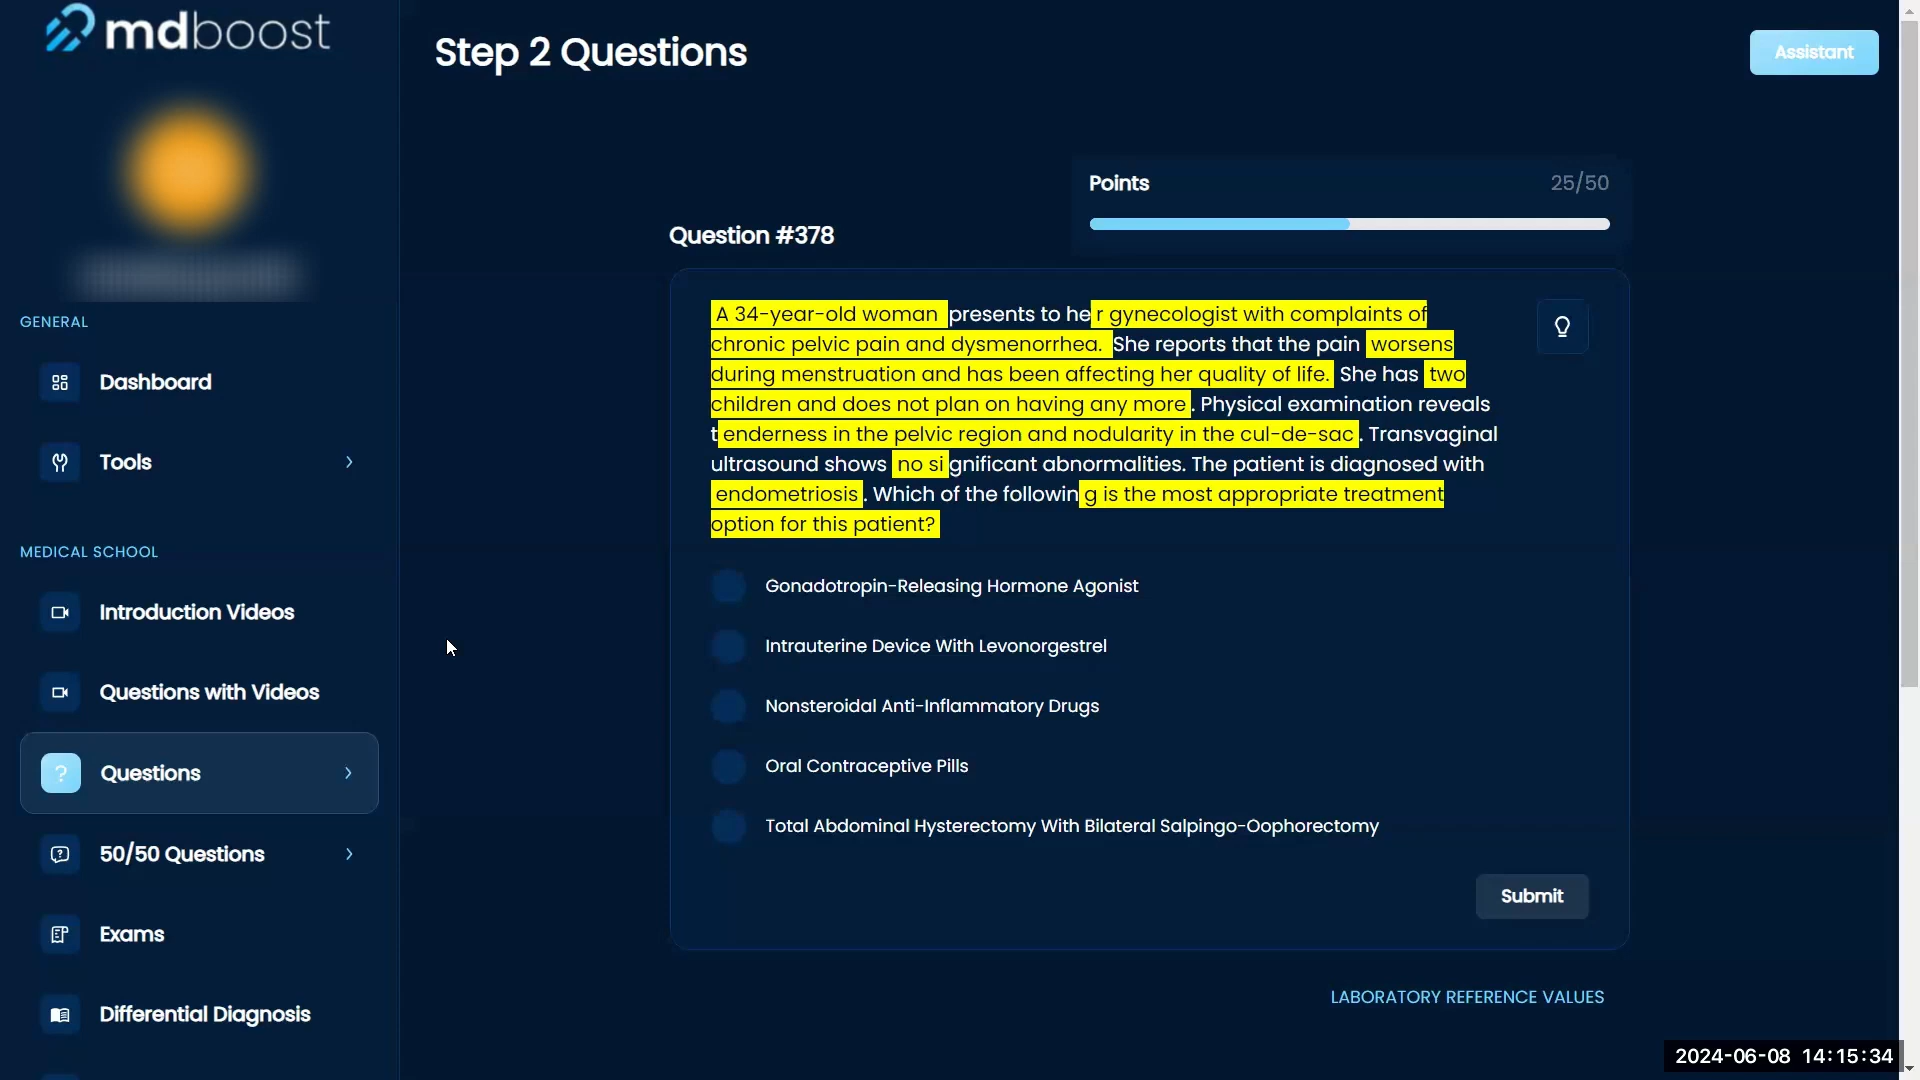 mdboost
Step 2 Questions
Assistant
Points
25/50
Question #378
A 34-year-old woman presents to her gynecologist with complaints of
chronic pelvic pain and dysmenorrhea. She reports that the pain worsens
during menstruation and has been affecting her quality of life. She has two
children and does not plan on having any more. Physical examination reveals
tenderness in the pelvic region and nodularity in the cul-de-sac. Transvaginal
ultrasound shows no significant abnormalities. The patient is diagnosed with
endometriosis. Which of the following is the most appropriate treatment
option for this patient?
Gonadotropin-Releasing Hormone Agonist
Intrauterine Device With Levonorgestrel
Nonsteroidal Anti-Inflammatory Drugs
Oral Contraceptive Pills
Total Abdominal Hysterectomy With Bilateral Salpingo-Oophorectomy
Submit
LABORATORY REFERENCE VALUES
GENERAL
Dashboard
Tools
MEDICAL SCHOOL
Introduction Videos
Questions with Videos
Questions
50/50 Questions
Exams
Differential Diagnosis
2024-06-08 14:15:34